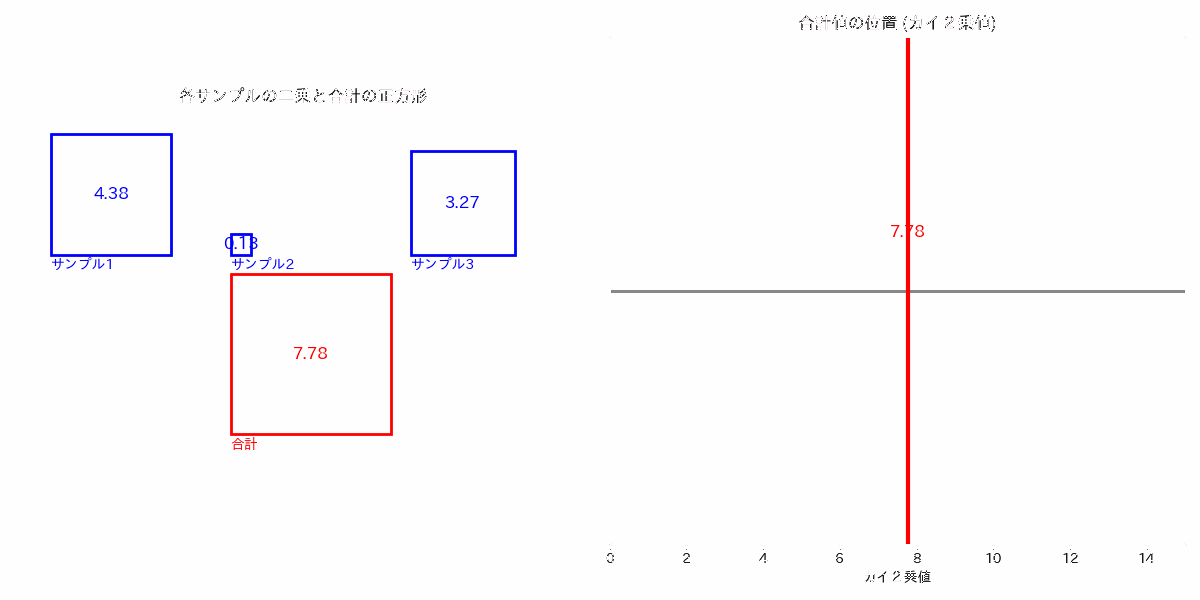 各サンプルの二乗と合計の正方形
4.38
0.13
3.27
サンプル1
サンプル2
サンプル3
7.78
合計
合計値の位置 (カイ２乗値)
7.78
0 2 4 6 8 10 12 14
カイ２乗値